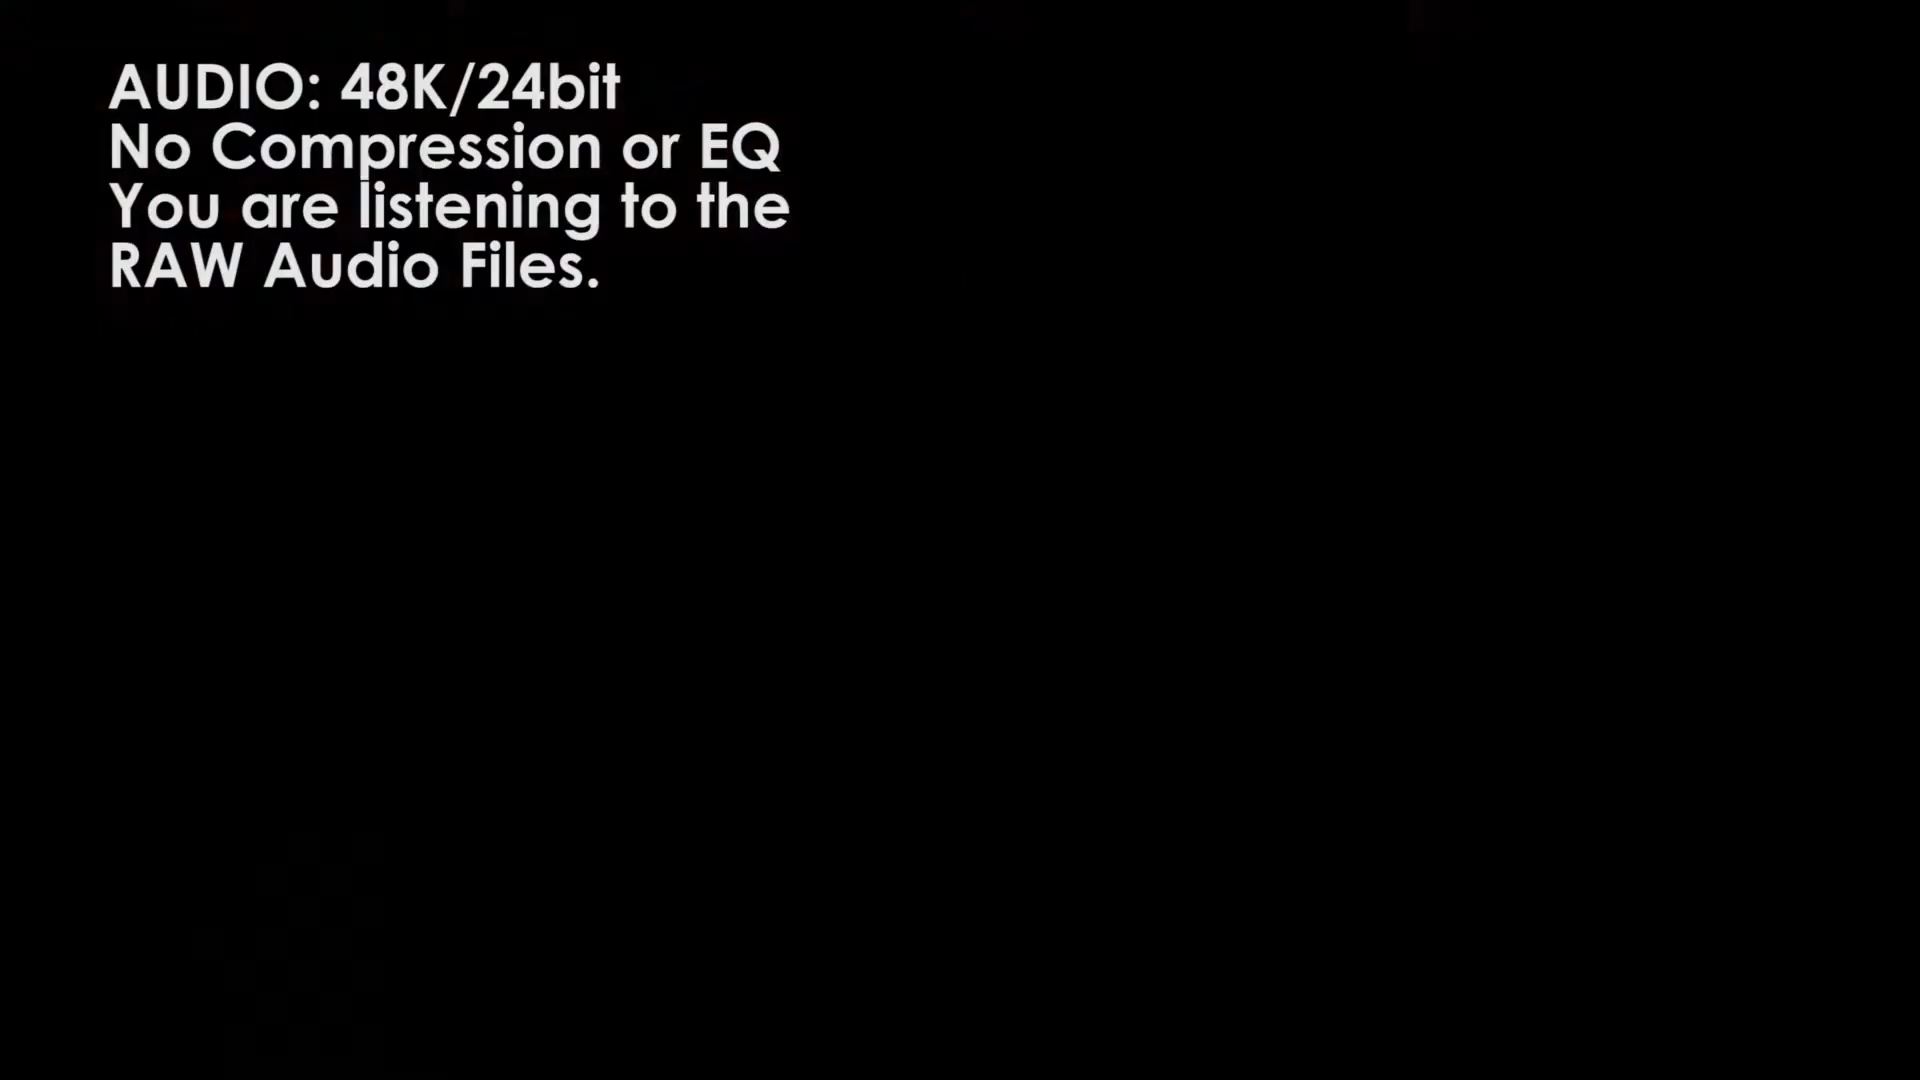 AUDIO: 48K/24bit
No Compression or EQ
You are listening to the
RAW Audio Files.